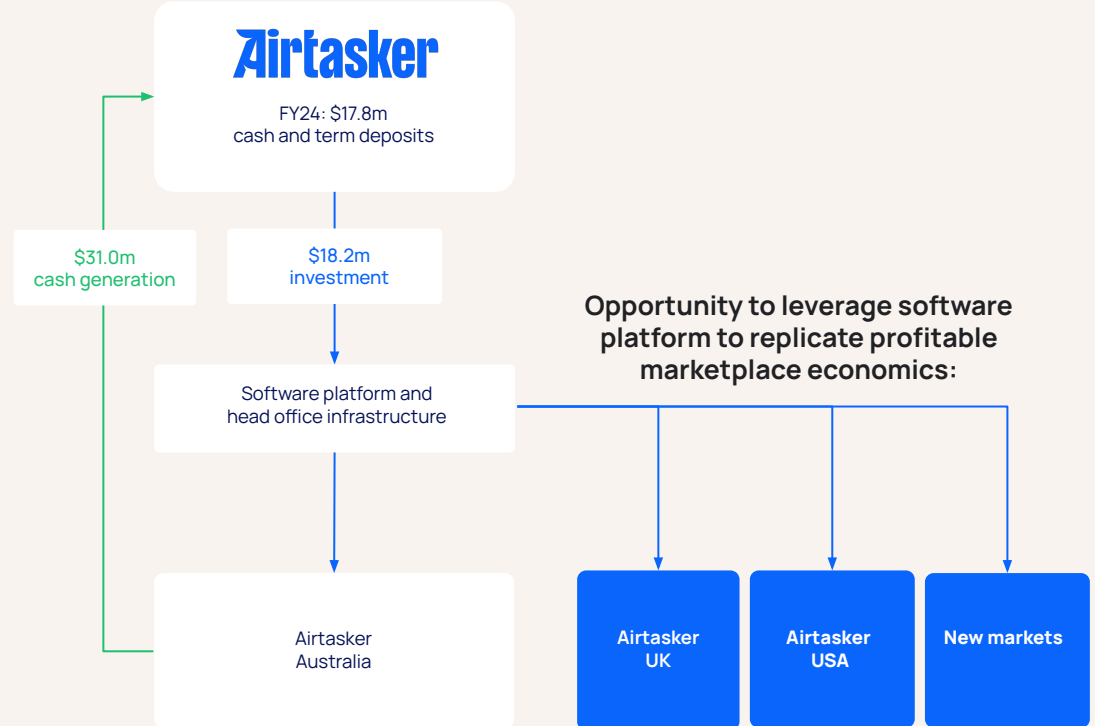 Airtasker
FY24: $17.8m
cash and term deposits
$31.0m
cash generation
$18.2m
investment
Opportunity to leverage software
platform to replicate profitable
marketplace economics:
Software platform and
head office infrastructure
Airtasker
Australia
Airtasker
UK
Airtasker
USA
New markets